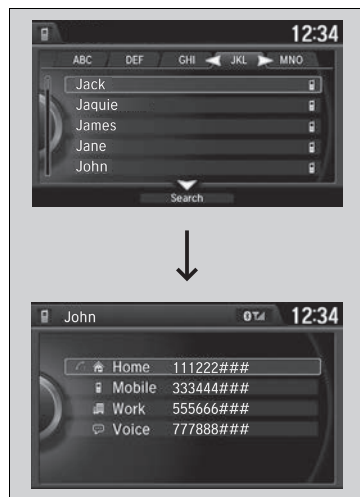 12:34
ABC DEF GHI JKL MNO
Jack
Jaquie
James
Jane
John
Search
John 12:34
Home 111222###
Mobile 333444###
Work 555666###
Voice 777888###